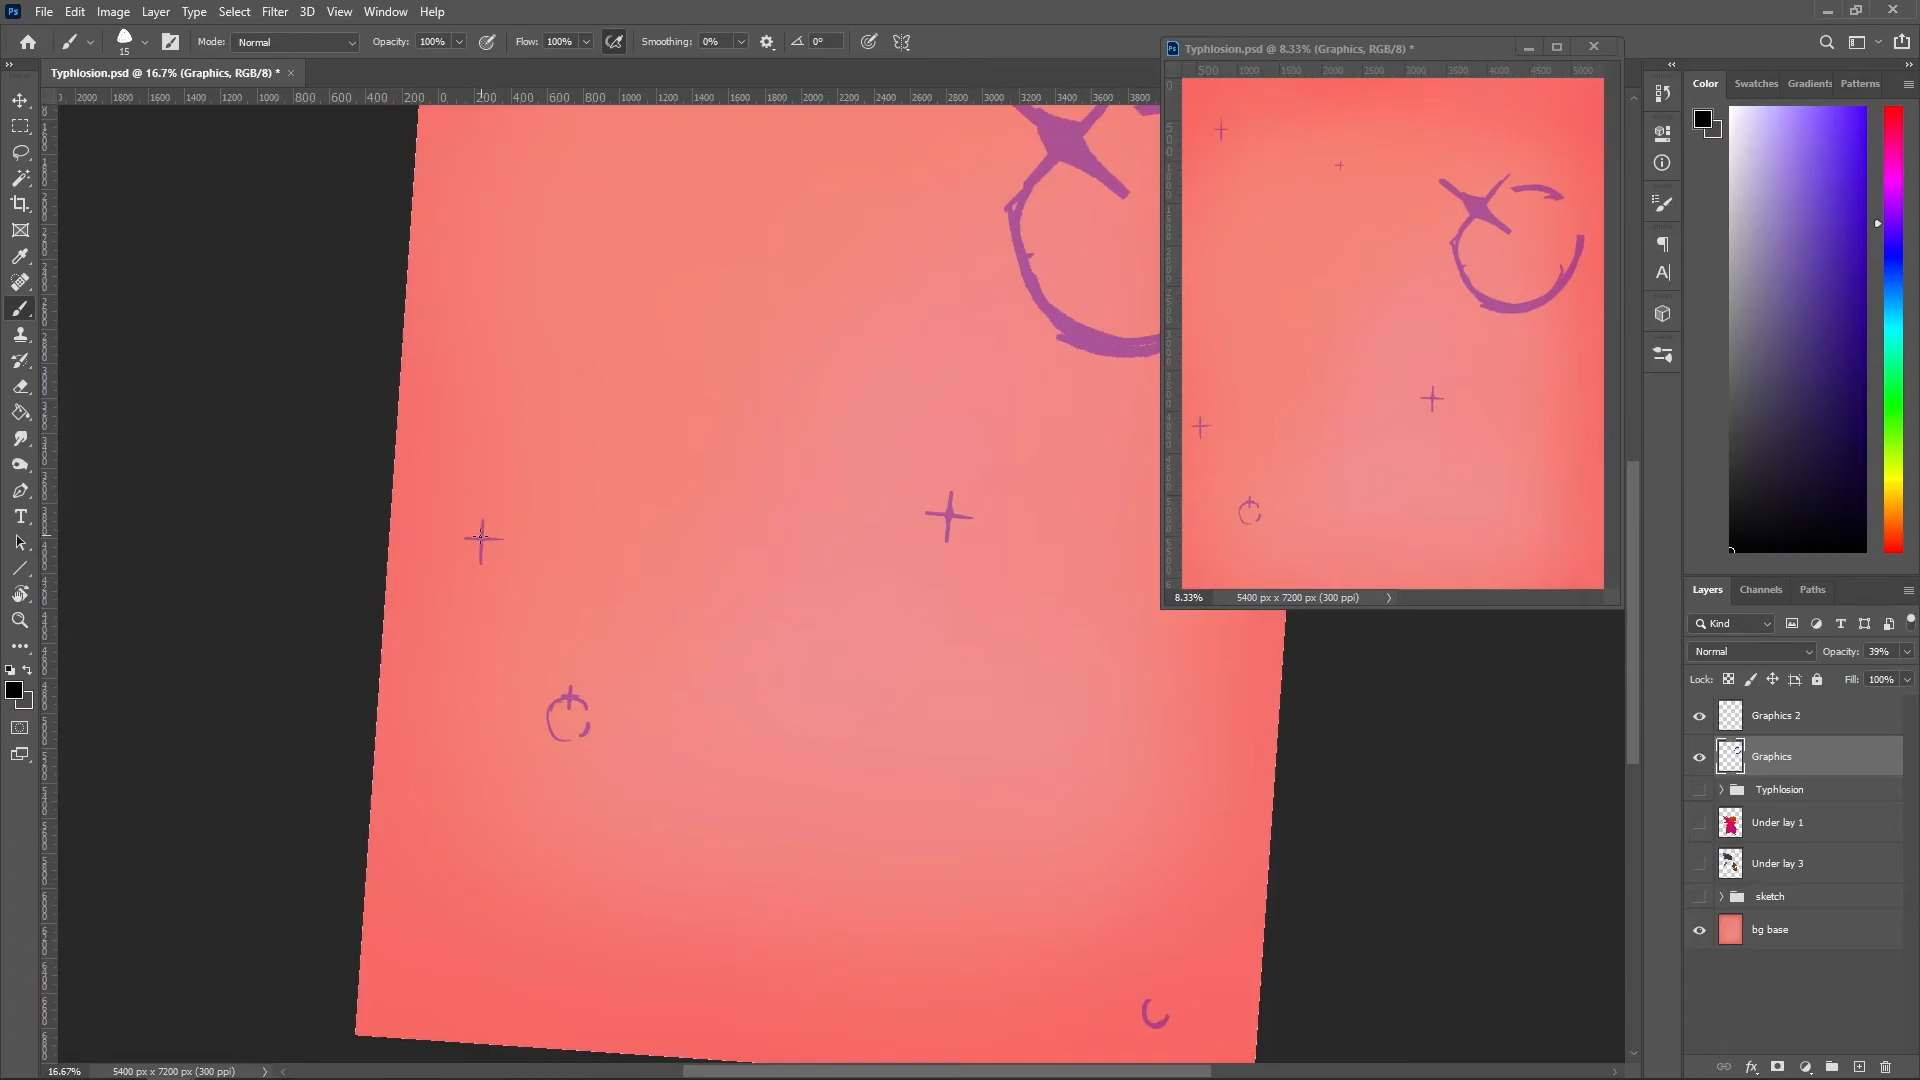 Ps File Edit Image Layer Type Select Filter 3D View Window Help
15 Mode: Normal Opacity: 100% Flow: 100% Smoothing: 0% 0°
Typhlosion.psd @ 16.7% (Graphics, RGB/8) *
2000 1800 1600 1400 1200 1000 800 600 400 200 0 200 400 600 800 1000 1200 1400 1600 1800 2000 2200 2400 2600 2800 3000 3200 3400 3600 3800
Ps Typhlosion.psd @ 8.33% (Graphics, RGB/8) *
500 1000 1500 2000 2500 3000 3500 4000 4500 5000
8.33% 5400 px x 7200 px (300 ppi)
Color Swatches Gradients Patterns
Layers Channels Paths
Kind
Normal Opacity: 39%
Lock: Fill: 100%
Graphics 2
Graphics
Typhlosion
Under lay 1
Under lay 3
sketch
bg base
16.67% 5400 px x 7200 px (300 ppi)